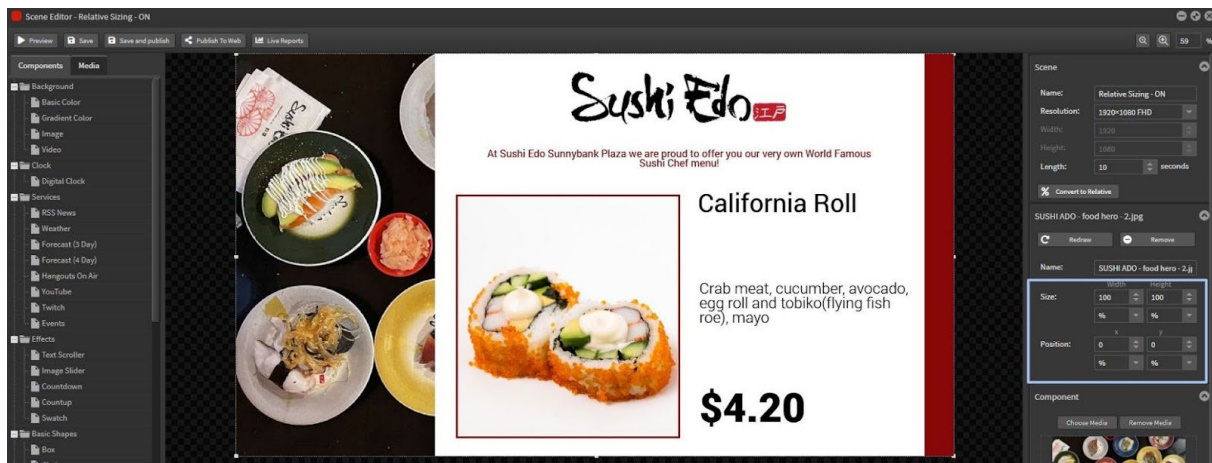 Scene Editor - Relative Sizing - ON
Preview
Save
Save and publish
Publish To Web
Live Reports
59 %
Components
Media
Background
Basic Color
Gradient Color
Image
Video
Clock
Digital Clock
Services
RSS News
Weather
Forecast (3 Day)
Forecast (4 Day)
Hangouts On Air
YouTube
Twitch
Events
Effects
Text Scroller
Image Slider
Countdown
Countup
Swatch
Basic Shapes
Box
Sushi Edo 江戸
At Sushi Edo Sunnybank Plaza we are proud to offer you our very own World Famous
Sushi Chef menu!
California Roll
Crab meat, cucumber, avocado,
egg roll and tobiko(flying fish
roe), mayo
$4.20
Scene
Name: Relative Sizing - ON
Resolution: 1920×1080 FHD
Width: 1920
Height: 1080
Length: 10 seconds
% Convert to Relative
SUSHI ADO - food hero - 2.jpg
Redraw
Remove
Name: SUSHI ADO - food hero - 2.jp
Width Height
Size: 100 100
% %
x y
Position: 0 0
% %
Component
Choose Media
Remove Media